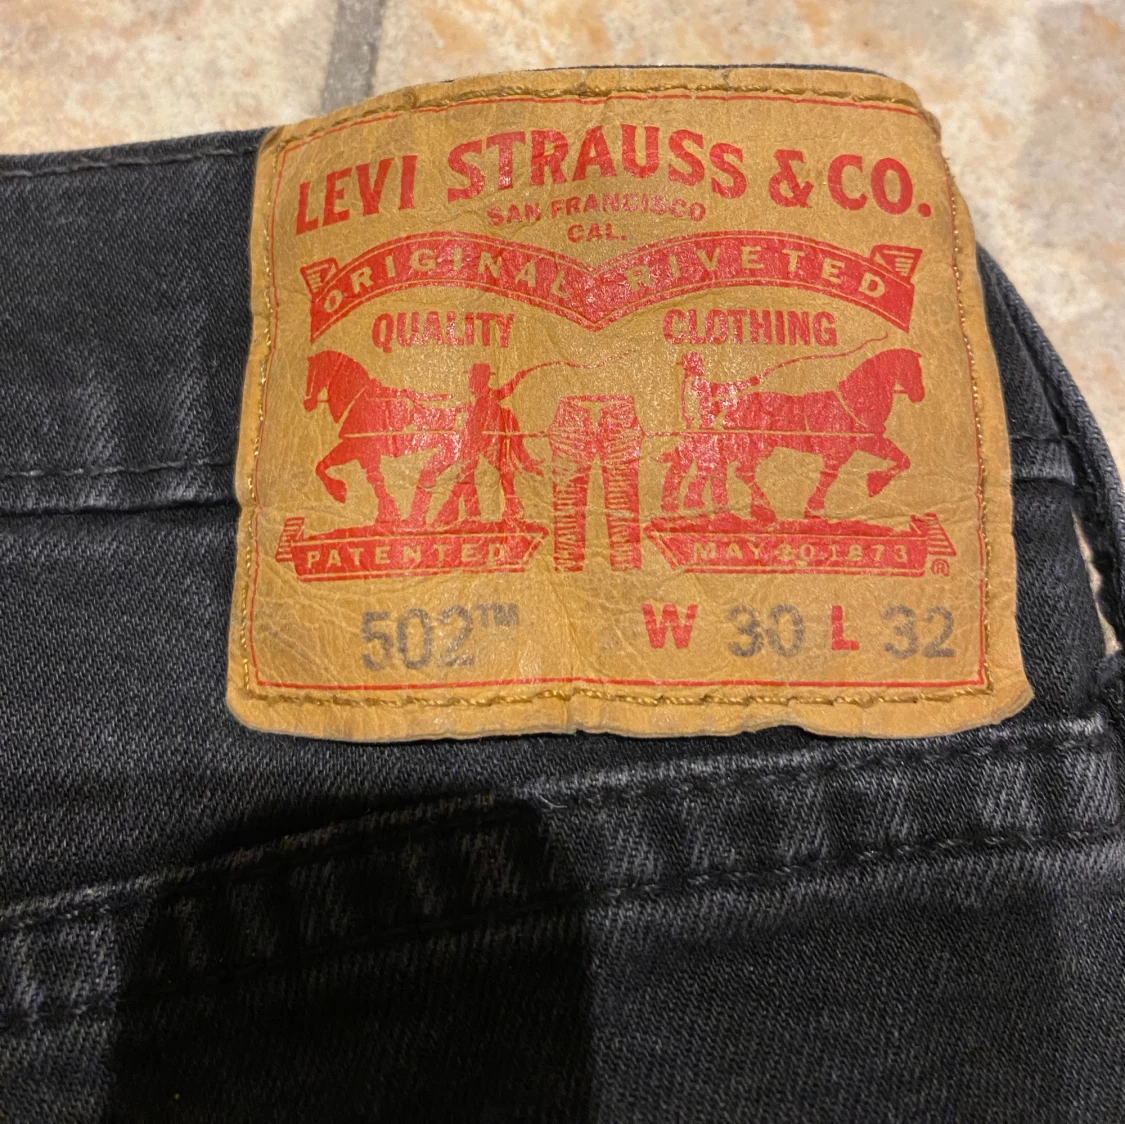 LEVI STRAUSS & CO.
SAN FRANCISCO
CAL.
ORIGINAL RIVETED
QUALITY CLOTHING
PATENTED MAY 20 1873 ®
502™ W 30 L 32